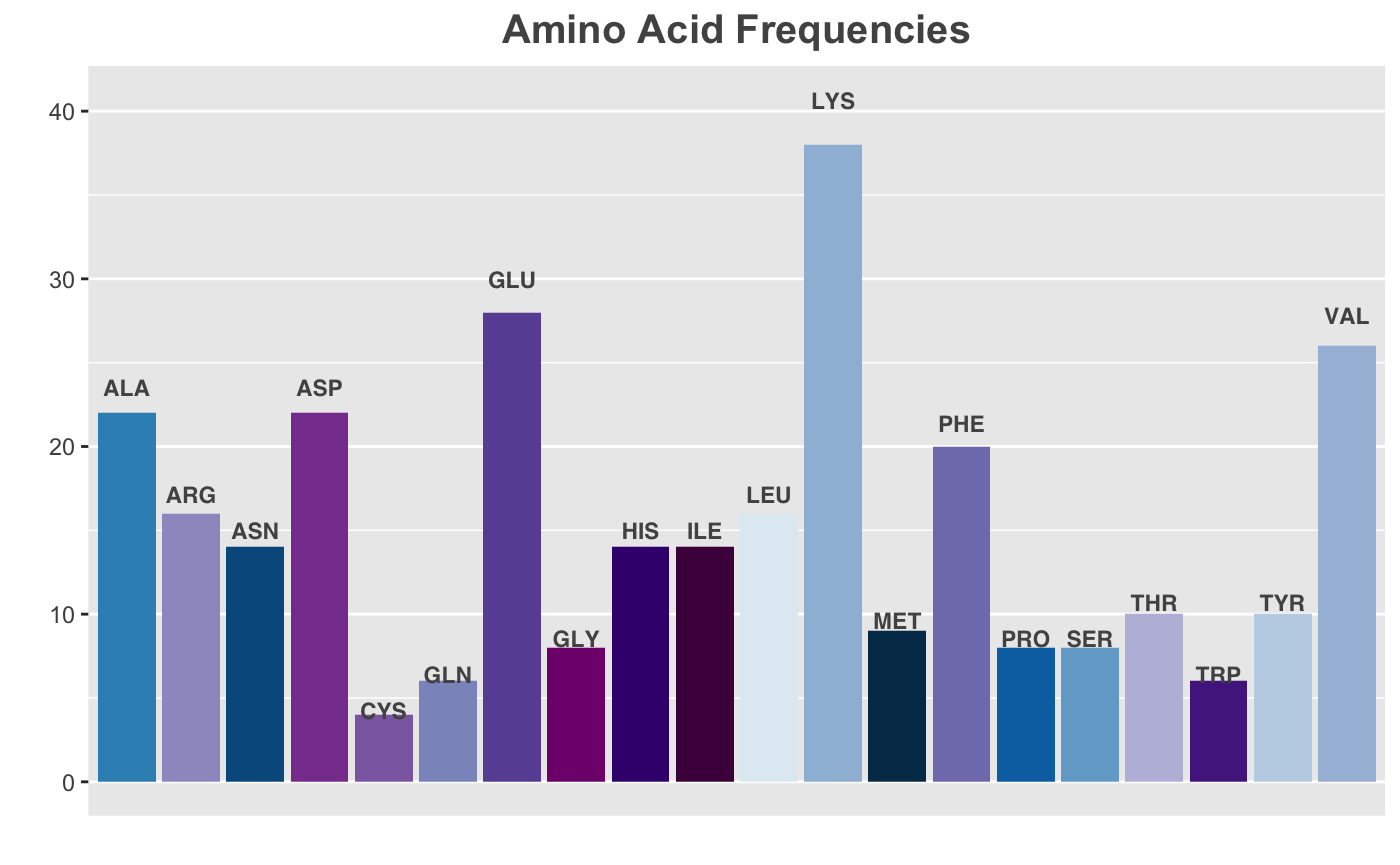 Amino Acid Frequencies
40
30
20
10
0
ALA
ARG
ASN
ASP
CYS
GLN
GLU
GLY
HIS
ILE
LEU
LYS
MET
PHE
PRO
SER
THR
TRP
TYR
VAL